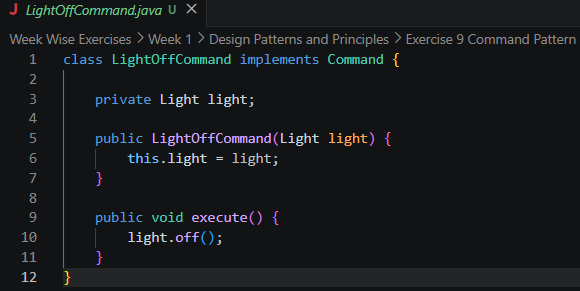 J LightOffCommand.java U ×
Week Wise Exercises > Week 1 > Design Patterns and Principles > Exercise 9 Command Pattern
1 class LightOffCommand implements Command {
2
3     private Light light;
4
5     public LightOffCommand(Light light) {
6         this.light = light;
7     }
8
9     public void execute() {
10         light.off();
11     }
12 }